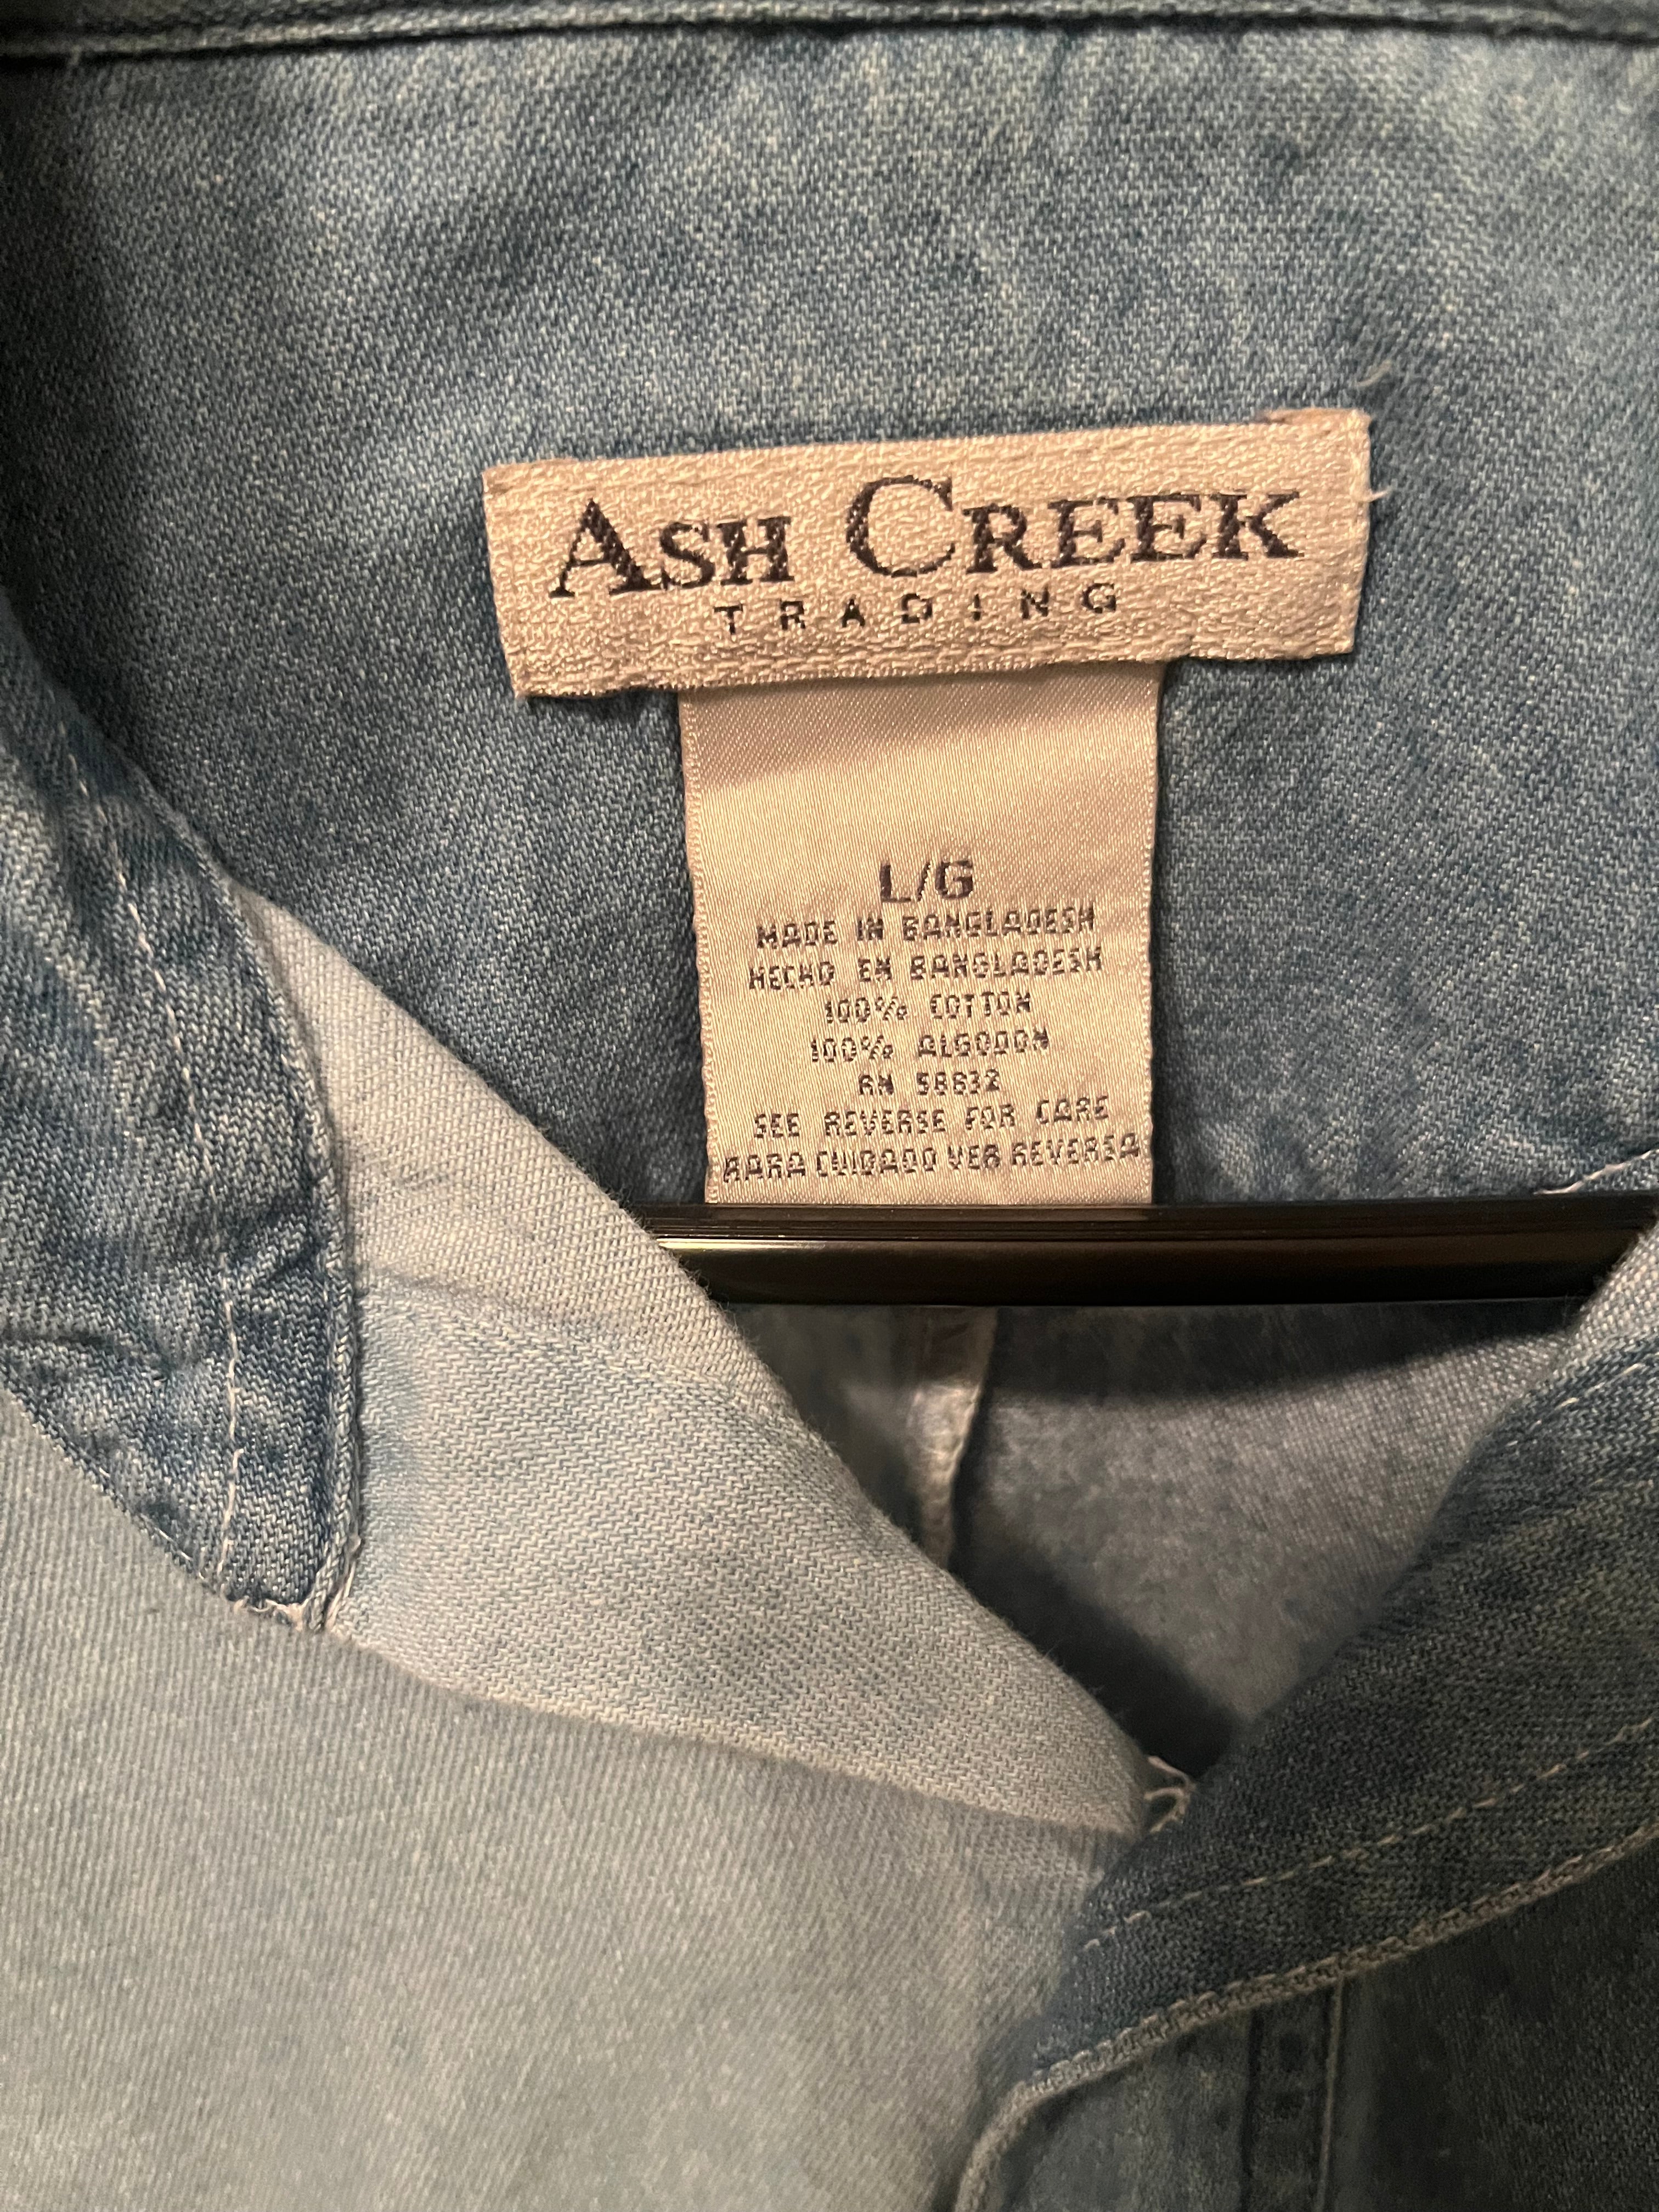 ASH CREEK
TRADING
L/G
MADE IN BANGLADESH
HECHO EN BANGLADESH
100% COTTON
100% ALGODON
RN 58832
SEE REVERSE FOR CARE
PARA CUIDADO VER REVERSA